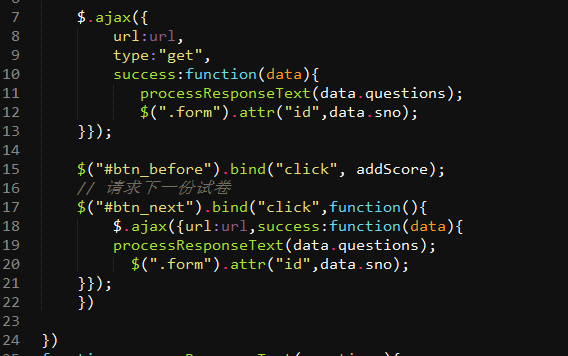 7 $.ajax({
8 url:url,
9 type:"get",
10 success:function(data){
11 processResponseText(data.questions);
12 $(".form").attr("id",data.sno);
13 }});
14
15 $("#btn_before").bind("click", addScore);
16 // 请求下一份试卷
17 $("#btn_next").bind("click",function(){
18 $.ajax({url:url,success:function(data){
19 processResponseText(data.questions);
20 $(".form").attr("id",data.sno);
21 }});
22 })
23
24 })